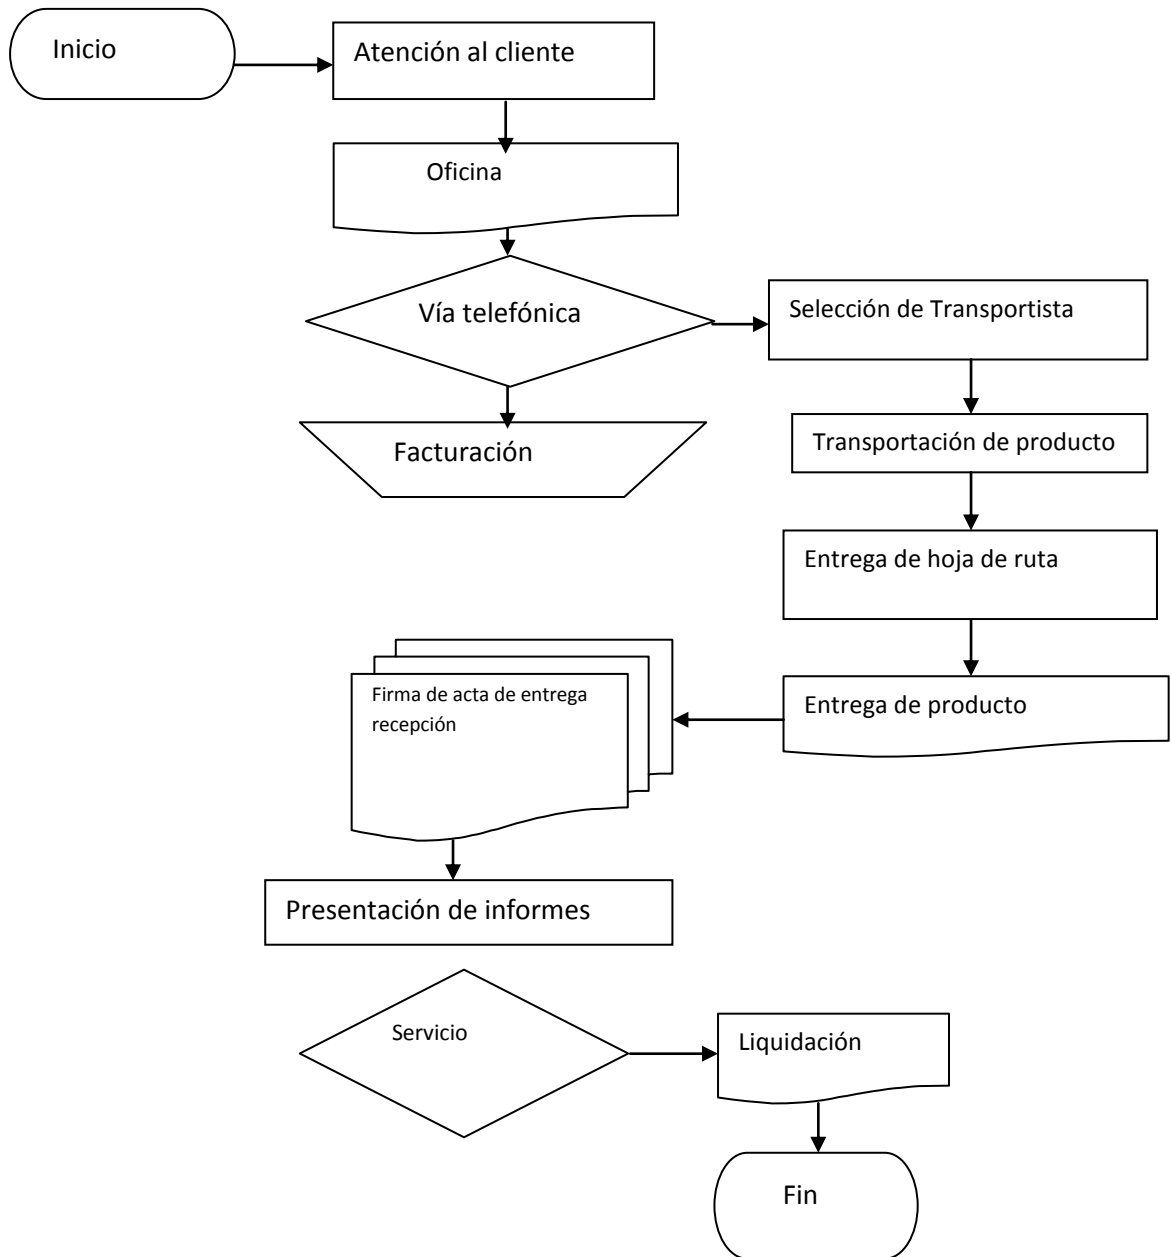 Inicio
Atención al cliente
Oficina
Vía telefónica
Selección de Transportista
Facturación
Transportación de producto
Entrega de hoja de ruta
Entrega de producto
Firma de acta de entrega
recepción
Presentación de informes
Servicio
Liquidación
Fin